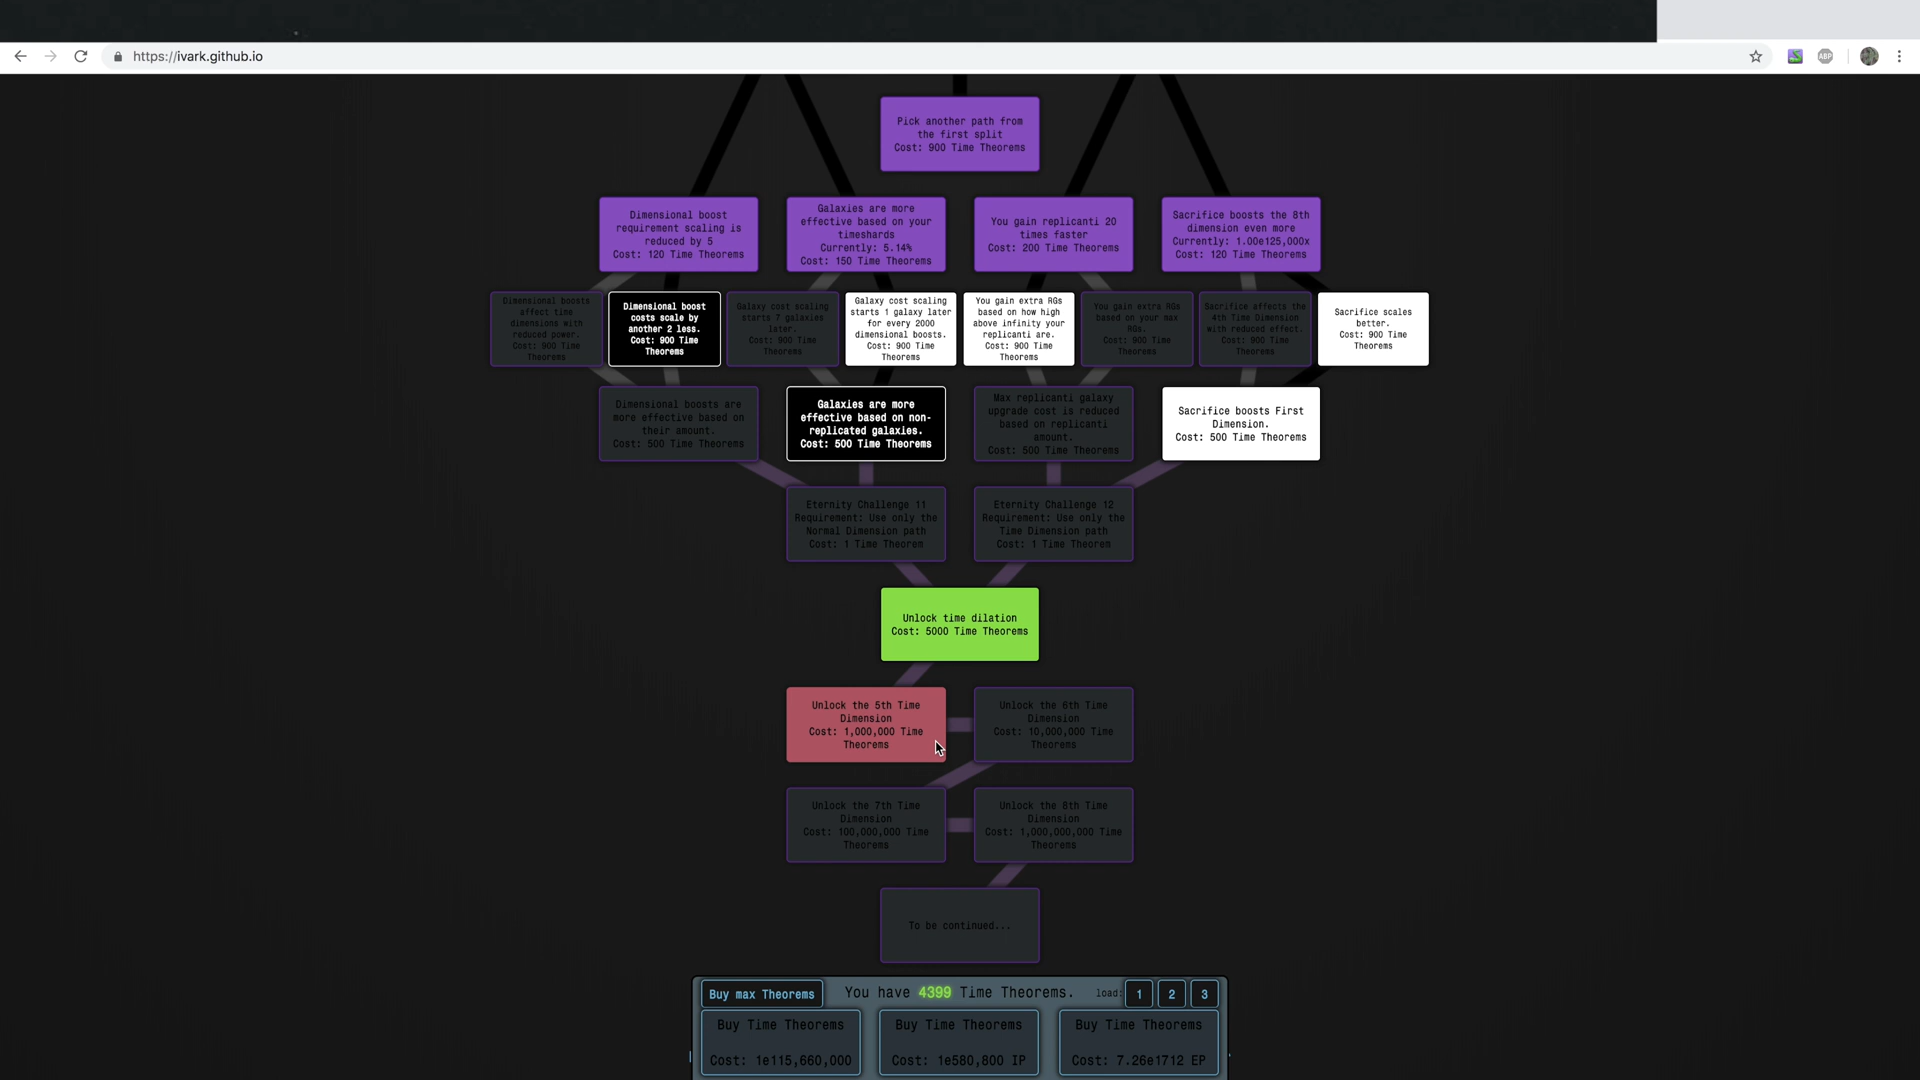 https://ivark.github.io
ABP
Pick another path from
the first split
Cost: 900 Time Theorems
Dimensional boost
requirement scaling is
reduced by 5
Cost: 120 Time Theorems
Galaxies are more
effective based on your
timeshards
Currently: 5.14%
Cost: 150 Time Theorems
You gain replicanti 20
times faster
Cost: 200 Time Theorems
Sacrifice boosts the 8th
dimension even more
Currently: 1.00e125,000x
Cost: 120 Time Theorems
Dimensional boosts
affect time
dimensions with
reduced power.
Cost: 900 Time
Theorems
Dimensional boost
costs scale by
another 2 less.
Cost: 900 Time
Theorems
Galaxy cost scaling
starts 7 galaxies
later.
Cost: 900 Time
Theorems
Galaxy cost scaling
starts 1 galaxy later
for every 2000
dimensional boosts.
Cost: 900 Time
Theorems
You gain extra RGs
based on how high
above infinity your
replicanti are.
Cost: 900 Time
Theorems
You gain extra RGs
based on your max
RGs.
Cost: 900 Time
Theorems
Sacrifice affects the
4th Time Dimension
with reduced effect.
Cost: 900 Time
Theorems
Sacrifice scales
better.
Cost: 900 Time
Theorems
Dimensional boosts are
more effective based on
their amount.
Cost: 500 Time Theorems
Galaxies are more
effective based on non-
replicated galaxies.
Cost: 500 Time Theorems
Max replicanti galaxy
upgrade cost is reduced
based on replicanti
amount.
Cost: 500 Time Theorems
Sacrifice boosts First
Dimension.
Cost: 500 Time Theorems
Eternity Challenge 11
Requirement: Use only the
Normal Dimension path
Cost: 1 Time Theorem
Eternity Challenge 12
Requirement: Use only the
Time Dimension path
Cost: 1 Time Theorem
Unlock time dilation
Cost: 5000 Time Theorems
Unlock the 5th Time
Dimension
Cost: 1,000,000 Time
Theorems
Unlock the 6th Time
Dimension
Cost: 10,000,000 Time
Theorems
Unlock the 7th Time
Dimension
Cost: 100,000,000 Time
Theorems
Unlock the 8th Time
Dimension
Cost: 1,000,000,000 Time
Theorems
To be continued...
Buy max Theorems
You have 4399 Time Theorems.
load: 1 2 3
Buy Time Theorems
Cost: 1e115,660,000
Buy Time Theorems
Cost: 1e580,800 IP
Buy Time Theorems
Cost: 7.26e1712 EP